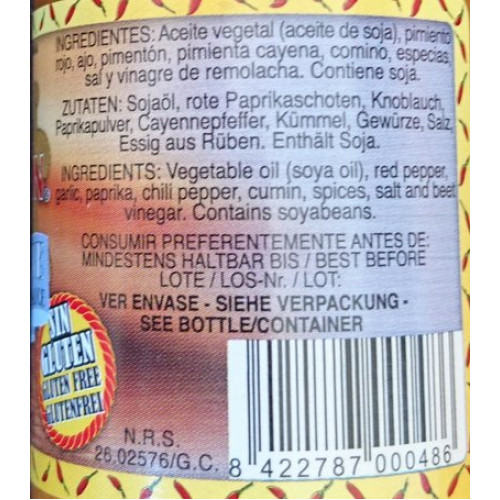 INGREDIENTES: Aceite vegetal (aceite de soja), pimiento
rojo, ajo, pimentón, pimienta cayena, comino, especias,
sal y vinagre de remolacha. Contiene soja.
ZUTATEN: Sojaöl, rote Paprikaschoten, Knoblauch,
Paprikapulver, Cayennepfeffer, Kümmel, Gewürze, Salz,
Essig aus Rüben. Enthält Soja.
INGREDIENTS: Vegetable oil (soya oil), red pepper,
garlic, paprika, chili pepper, cumin, spices, salt and beet
vinegar. Contains soyabeans.
CONSUMIR PREFERENTEMENTE ANTES DE:
MINDESTENS HALTBAR BIS / BEST BEFORE
LOTE / LOS-Nr. / LOT:
VER ENVASE - SIEHE VERPACKUNG -
SEE BOTTLE/CONTAINER
SIN
GLUTEN
GLUTEN FREE
GLUTENFREI
N.R.S.
26.02576/G.C.
8 422787 000486